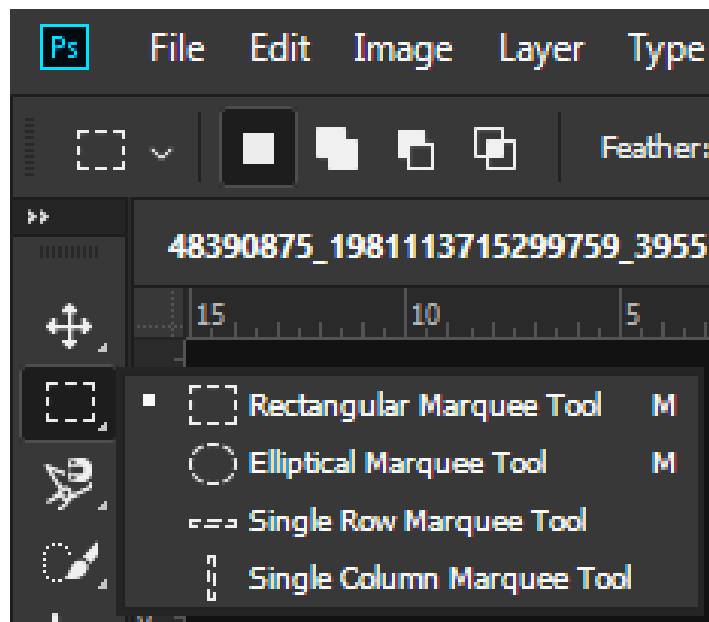 Ps File Edit Image Layer Type
Feather:
48390875_1981113715299759_3955
15 10 5
Rectangular Marquee Tool M
Elliptical Marquee Tool M
Single Row Marquee Tool
Single Column Marquee Tool